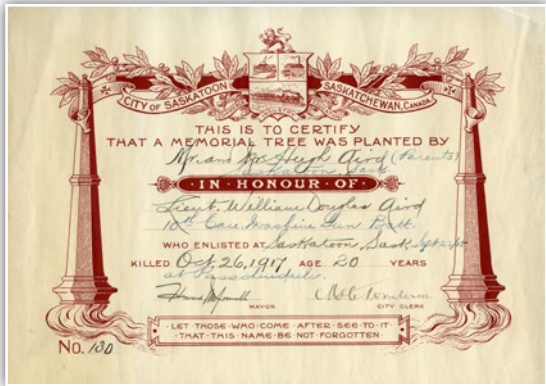 CITY OF SASKATOON SASKATCHEWAN, CANADA.
THIS IS TO CERTIFY
THAT A MEMORIAL TREE WAS PLANTED BY
Mr. and Mrs Hugh Aird (Parents)
Saskatoon, Sask.
· IN · HONOUR · OF ·
Lieut. William Douglas Aird
10th Can. Machine Gun Batt.
WHO ENLISTED AT Saskatoon, Sask. Sept
KILLED Oct. 26, 1917 AGE 20 YEARS
at Passchendaele.
MAYOR CITY CLERK
· LET · THOSE · WHO · COME · AFTER · SEE · TO · IT ·
· THAT · THIS · NAME · BE · NOT · FORGOTTEN ·
No. 130